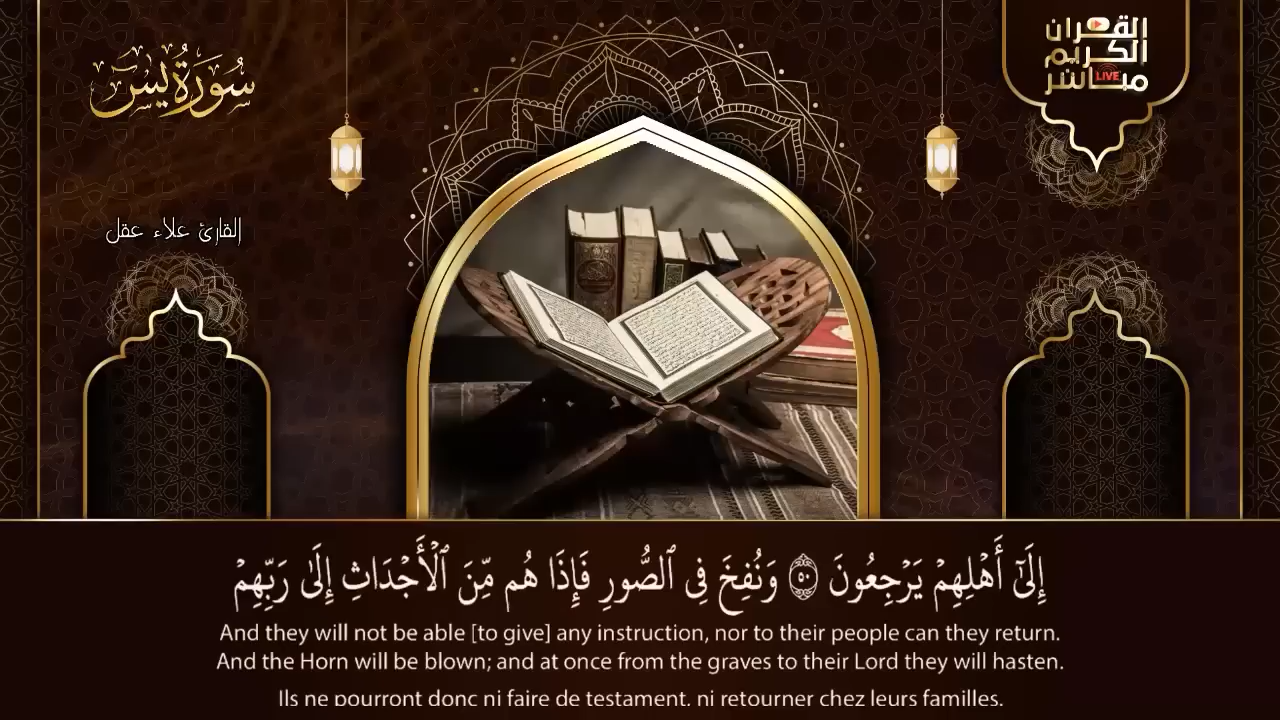 سُورَةُ يس
القران
الكريم
مباشر
LIVE
القارئ علاء عقل
إِلَىٰٓ أَهْلِهِمْ يَرْجِعُونَ ۝٥٠ وَنُفِخَ فِى ٱلصُّورِ فَإِذَا هُم مِّنَ ٱلْأَجْدَاثِ إِلَىٰ رَبِّهِمْ
And they will not be able [to give] any instruction, nor to their people can they return.
And the Horn will be blown; and at once from the graves to their Lord they will hasten.
Ils ne pourront donc ni faire de testament, ni retourner chez leurs familles.